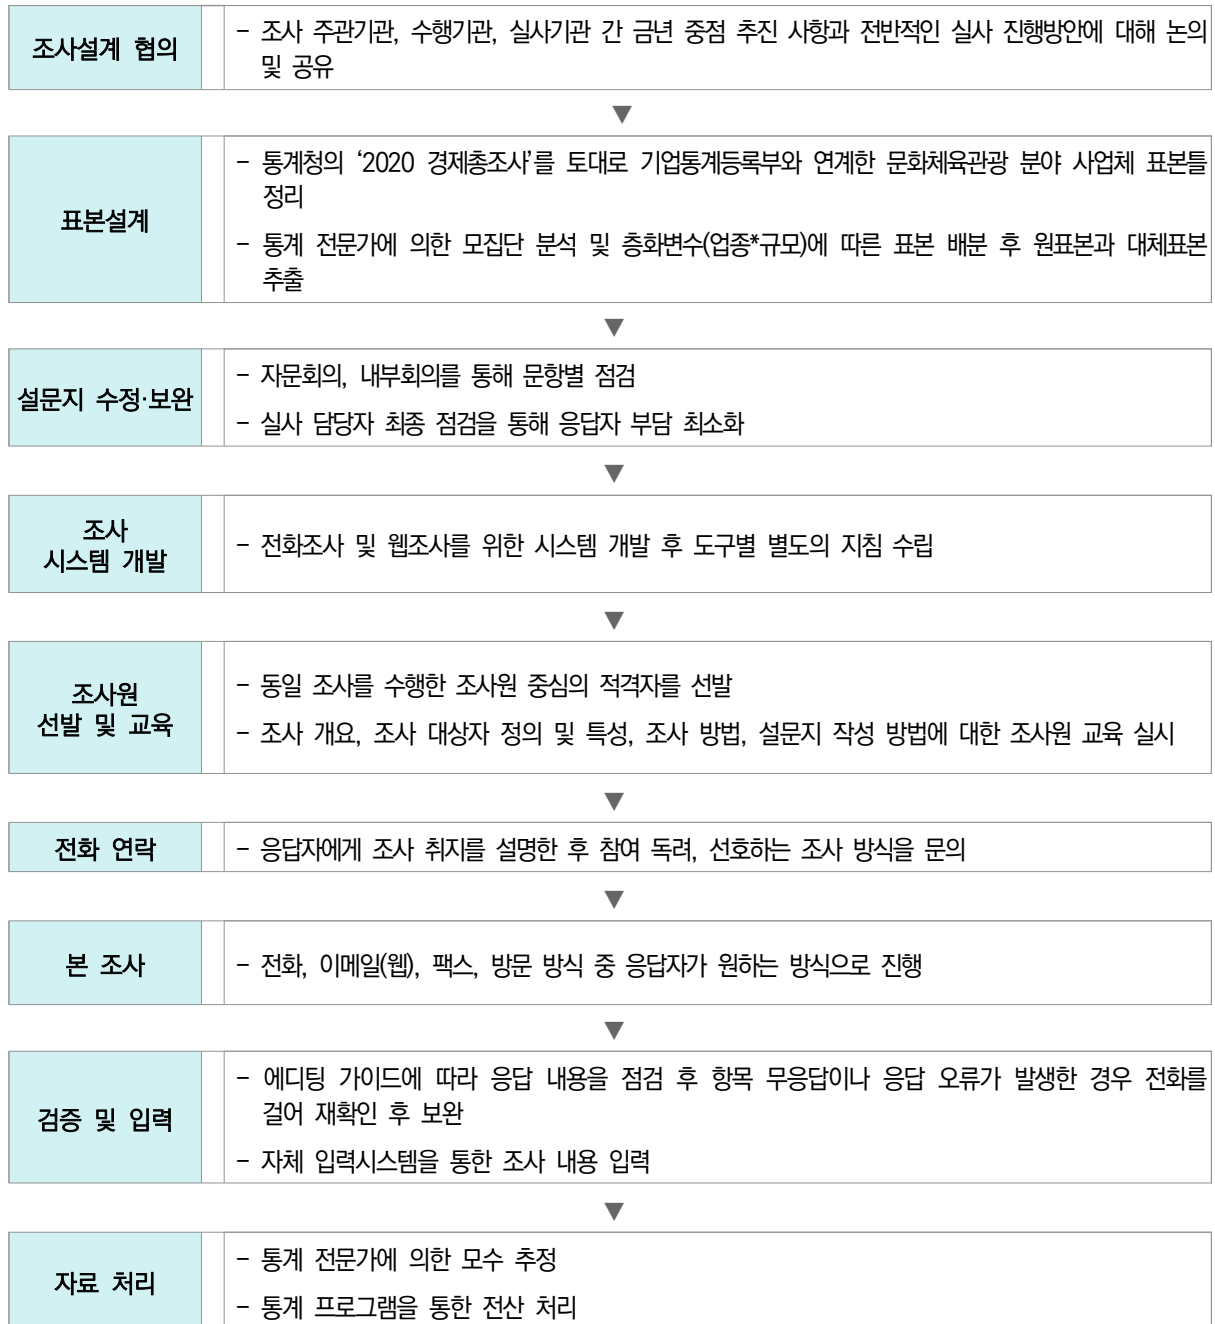 조사설계 협의
- 조사 주관기관, 수행기관, 실사기관 간 금년 중점 추진 사항과 전반적인 실사 진행방안에 대해 논의
및 공유
▼
표본설계
- 통계청의 ‘2020 경제총조사’를 토대로 기업통계등록부와 연계한 문화체육관광 분야 사업체 표본틀
정리
- 통계 전문가에 의한 모집단 분석 및 층화변수(업종*규모)에 따른 표본 배분 후 원표본과 대체표본
추출
▼
설문지 수정·보완
- 자문회의, 내부회의를 통해 문항별 점검
- 실사 담당자 최종 점검을 통해 응답자 부담 최소화
▼
조사
시스템 개발
- 전화조사 및 웹조사를 위한 시스템 개발 후 도구별 별도의 지침 수립
▼
조사원
선발 및 교육
- 동일 조사를 수행한 조사원 중심의 적격자를 선발
- 조사 개요, 조사 대상자 정의 및 특성, 조사 방법, 설문지 작성 방법에 대한 조사원 교육 실시
▼
전화 연락
- 응답자에게 조사 취지를 설명한 후 참여 독려, 선호하는 조사 방식을 문의
▼
본 조사
- 전화, 이메일(웹), 팩스, 방문 방식 중 응답자가 원하는 방식으로 진행
▼
검증 및 입력
- 에디팅 가이드에 따라 응답 내용을 점검 후 항목 무응답이나 응답 오류가 발생한 경우 전화를
걸어 재확인 후 보완
- 자체 입력시스템을 통한 조사 내용 입력
▼
자료 처리
- 통계 전문가에 의한 모수 추정
- 통계 프로그램을 통한 전산 처리